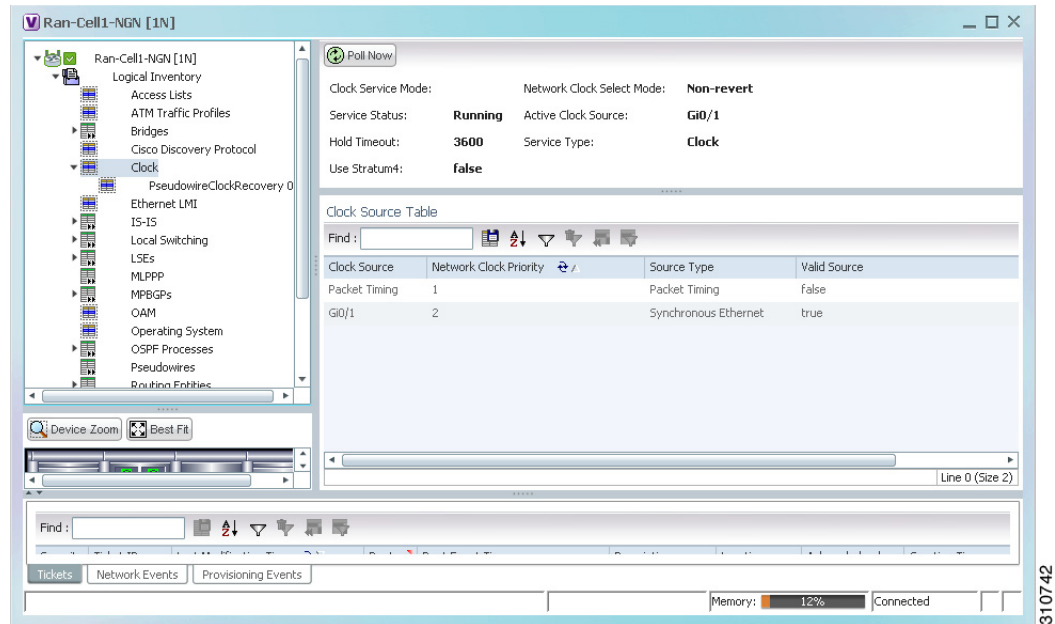 Ran-Cell1-NGN [1N]
Ran-Cell1-NGN [1N]
Logical Inventory
Access Lists
ATM Traffic Profiles
Bridges
Cisco Discovery Protocol
Clock
PseudowireClockRecovery 0
Ethernet LMI
IS-IS
Local Switching
LSEs
MLPPP
MPBGPs
OAM
Operating System
OSPF Processes
Pseudowires
Routing Entities
Device Zoom Best Fit
Poll Now
Clock Service Mode: Network Clock Select Mode: Non-revert
Service Status: Running Active Clock Source: Gi0/1
Hold Timeout: 3600 Service Type: Clock
Use Stratum4: false
Clock Source Table
Find :
Clock Source Network Clock Priority Source Type Valid Source
Packet Timing 1 Packet Timing false
Gi0/1 2 Synchronous Ethernet true
Line 0 (Size 2)
Find :
Tickets Network Events Provisioning Events
Memory: 12% Connected
310742